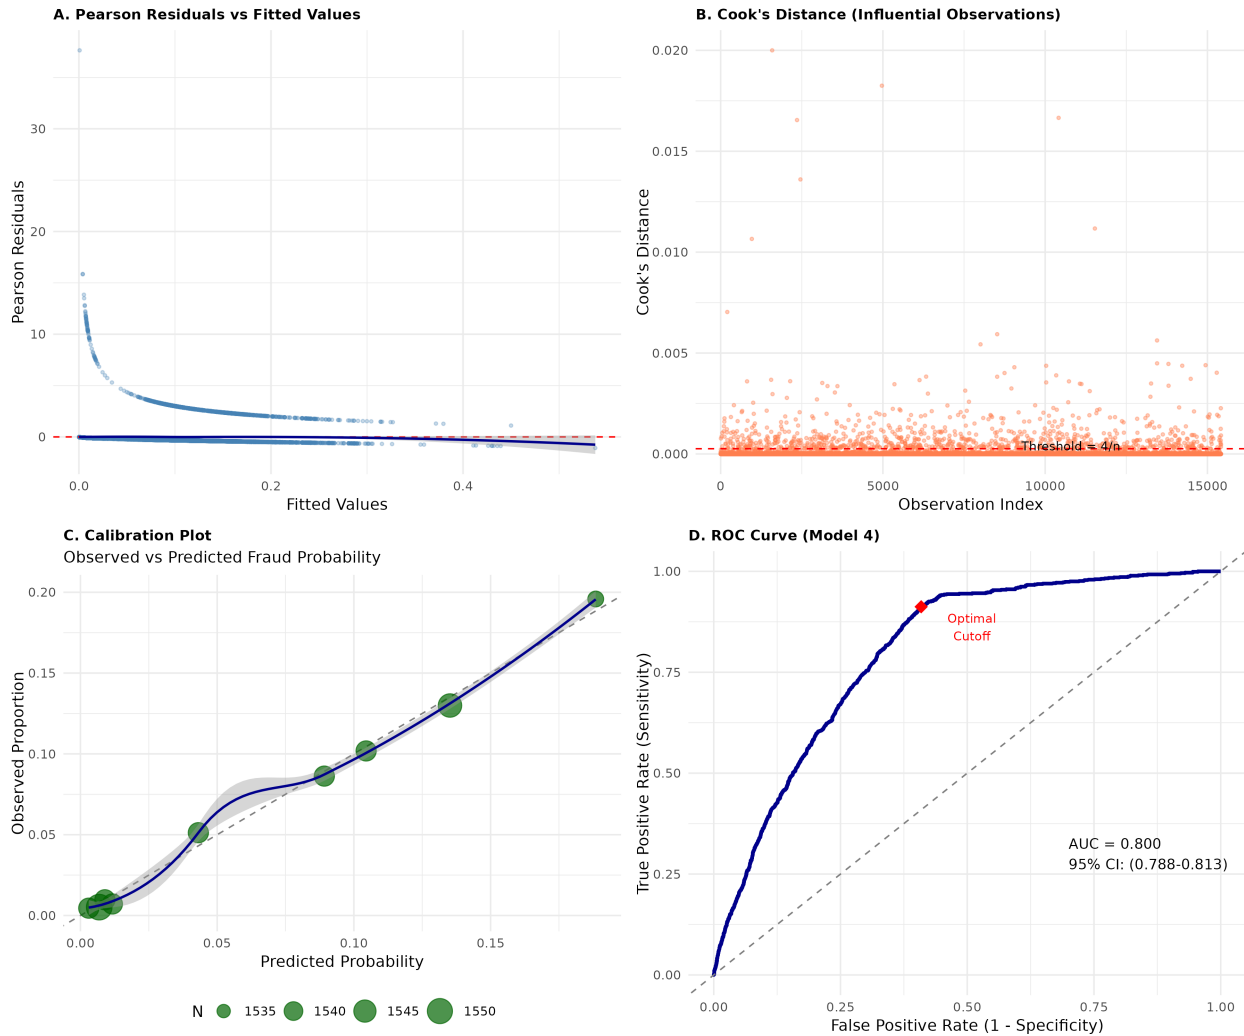 A. Pearson Residuals vs Fitted Values
Pearson Residuals
30
20
10
0
0.0
0.2
0.4
Fitted Values
B. Cook's Distance (Influential Observations)
Cook's Distance
0.020
0.015
0.010
0.005
0.000
Threshold = 4/n
0
5000
10000
15000
Observation Index
C. Calibration Plot
Observed vs Predicted Fraud Probability
Observed Proportion
0.20
0.15
0.10
0.05
0.00
0.00
0.05
0.10
0.15
Predicted Probability
N
1535
1540
1545
1550
D. ROC Curve (Model 4)
True Positive Rate (Sensitivity)
1.00
0.75
0.50
0.25
0.00
Optimal
Cutoff
AUC = 0.800
95% CI: (0.788-0.813)
0.00
0.25
0.50
0.75
1.00
False Positive Rate (1 - Specificity)